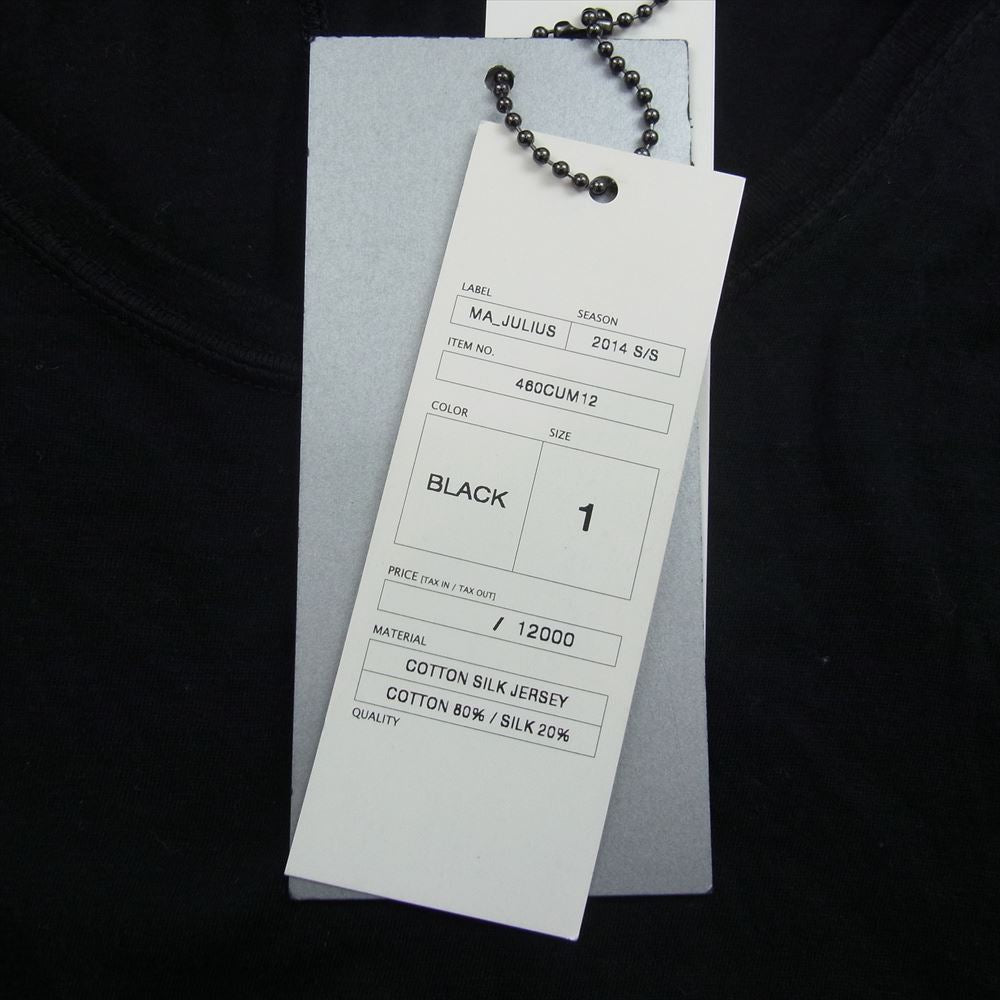 LABEL
SEASON
MA_JULIUS
2014 S/S
ITEM NO.
460CUM12
COLOR
SIZE
BLACK
1
PRICE [TAX IN / TAX OUT]
/ 12000
MATERIAL
COTTON SILK JERSEY
COTTON 80% / SILK 20%
QUALITY